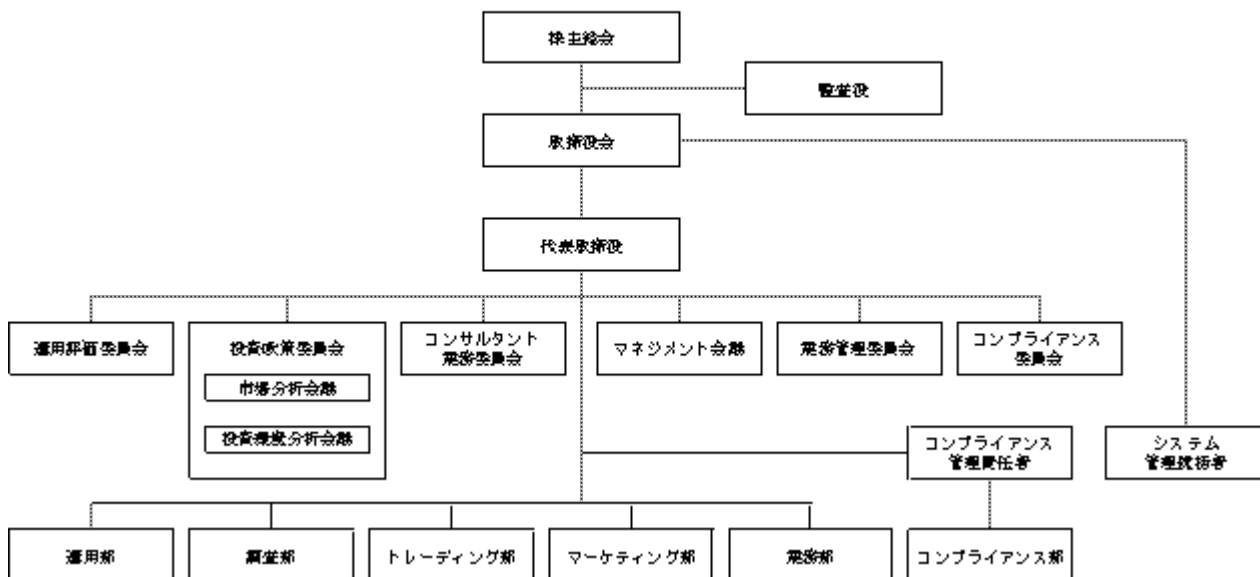 株主総会
監査役
取締役会
代表取締役
運用評価委員会
投資政策委員会
コンサルタント
業務委員会
マネジメント会議
業務管理委員会
コンプライアンス
委員会
市場分析会議
投資環境分析会議
コンプライアンス
管理責任者
システム
管理統括者
運用部
調査部
トレーディング部
マーケティング部
業務部
コンプライアンス部